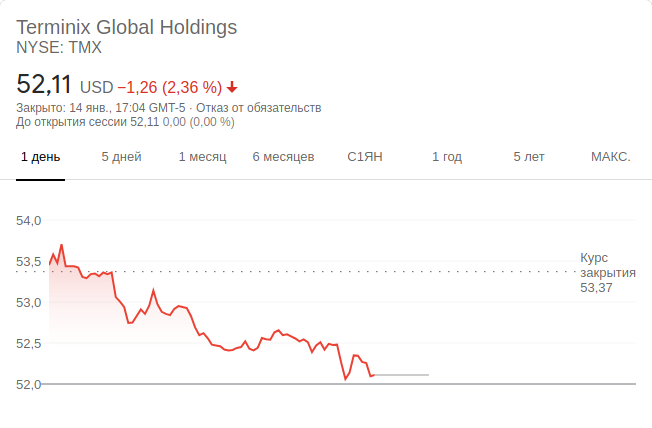 Terminix Global Holdings
NYSE: TMX
52,11 USD −1,26 (2,36 %)
Закрыто: 14 янв., 17:04 GMT-5 · Отказ от обязательств
До открытия сессии 52,11 0,00 (0,00 %)
1 день 5 дней 1 месяц 6 месяцев С1ЯН 1 год 5 лет МАКС.
54,0
53,5
53,0
52,5
52,0
Курс
закрытия
53,37